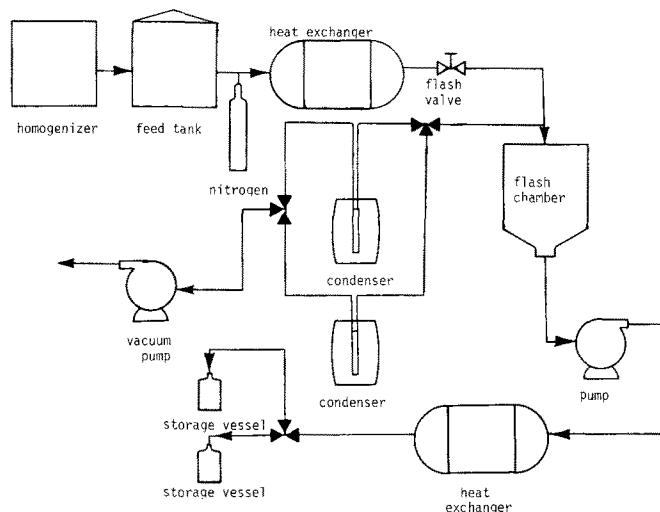 heat exchanger
homogenizer
feed tank
flash
valve
nitrogen
flash
chamber
condenser
vacuum
pump
condenser
pump
storage vessel
storage vessel
heat
exchanger